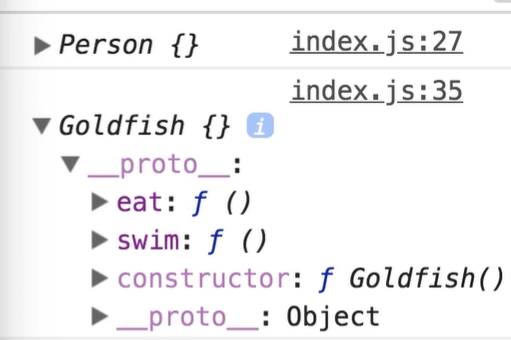 ▶ Person {} index.js:27
index.js:35
▼ Goldfish {} i
▼ __proto__:
▶ eat: ƒ ()
▶ swim: ƒ ()
▶ constructor: ƒ Goldfish()
▶ __proto__: Object